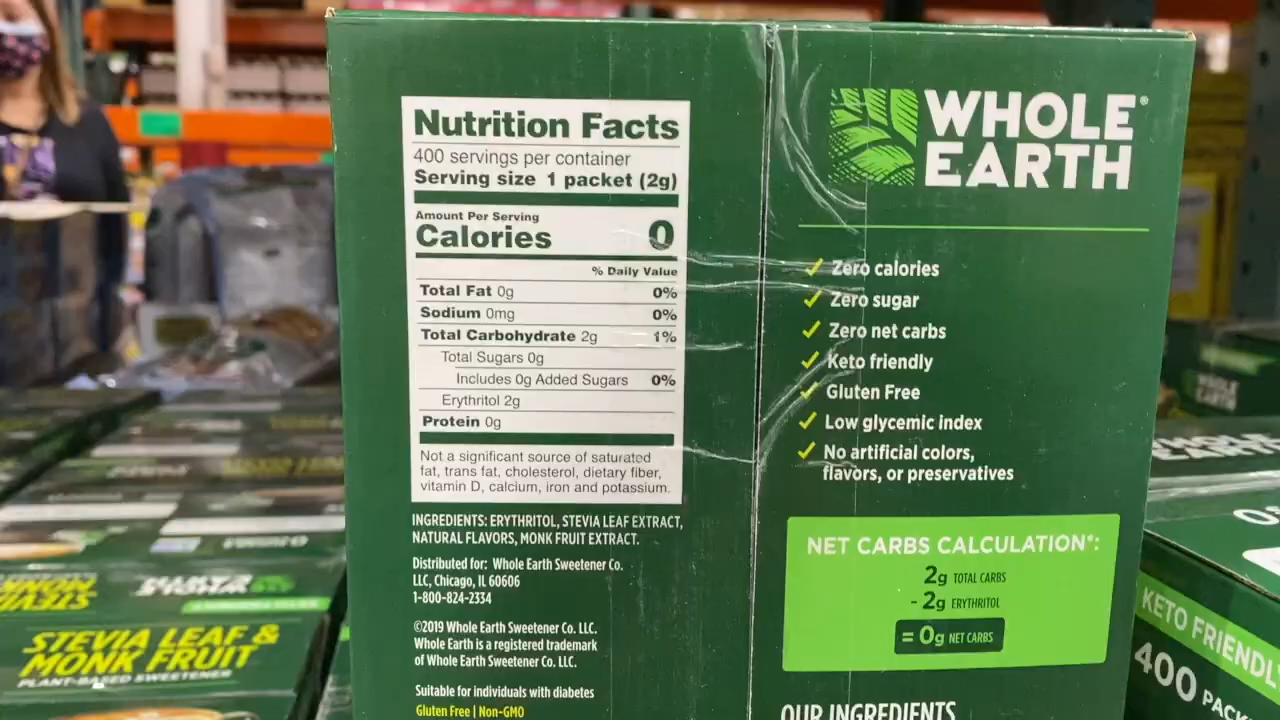 Nutrition Facts
400 servings per container
Serving size 1 packet (2g)
Amount Per Serving
Calories 0
% Daily Value
Total Fat 0g 0%
Sodium 0mg 0%
Total Carbohydrate 2g 1%
Total Sugars 0g
Includes 0g Added Sugars 0%
Erythritol 2g
Protein 0g
Not a significant source of saturated
fat, trans fat, cholesterol, dietary fiber,
vitamin D, calcium, iron and potassium.
INGREDIENTS: ERYTHRITOL, STEVIA LEAF EXTRACT,
NATURAL FLAVORS, MONK FRUIT EXTRACT.
Distributed for: Whole Earth Sweetener Co.
LLC, Chicago, IL 60606
1-800-824-2334
©2019 Whole Earth Sweetener Co. LLC.
Whole Earth is a registered trademark
of Whole Earth Sweetener Co. LLC.
Suitable for individuals with diabetes
Gluten Free | Non-GMO
WHOLE
EARTH®
Zero calories
Zero sugar
Zero net carbs
Keto friendly
Gluten Free
Low glycemic index
No artificial colors,
flavors, or preservatives
NET CARBS CALCULATION*:
2g TOTAL CARBS
- 2g ERYTHRITOL
= 0g NET CARBS
OUR INGREDIENTS
STEVIA LEAF &
MONK FRUIT
PLANT-BASED SWEETENER
WHOLE
EARTH
KETO FRIENDL
400 PACK